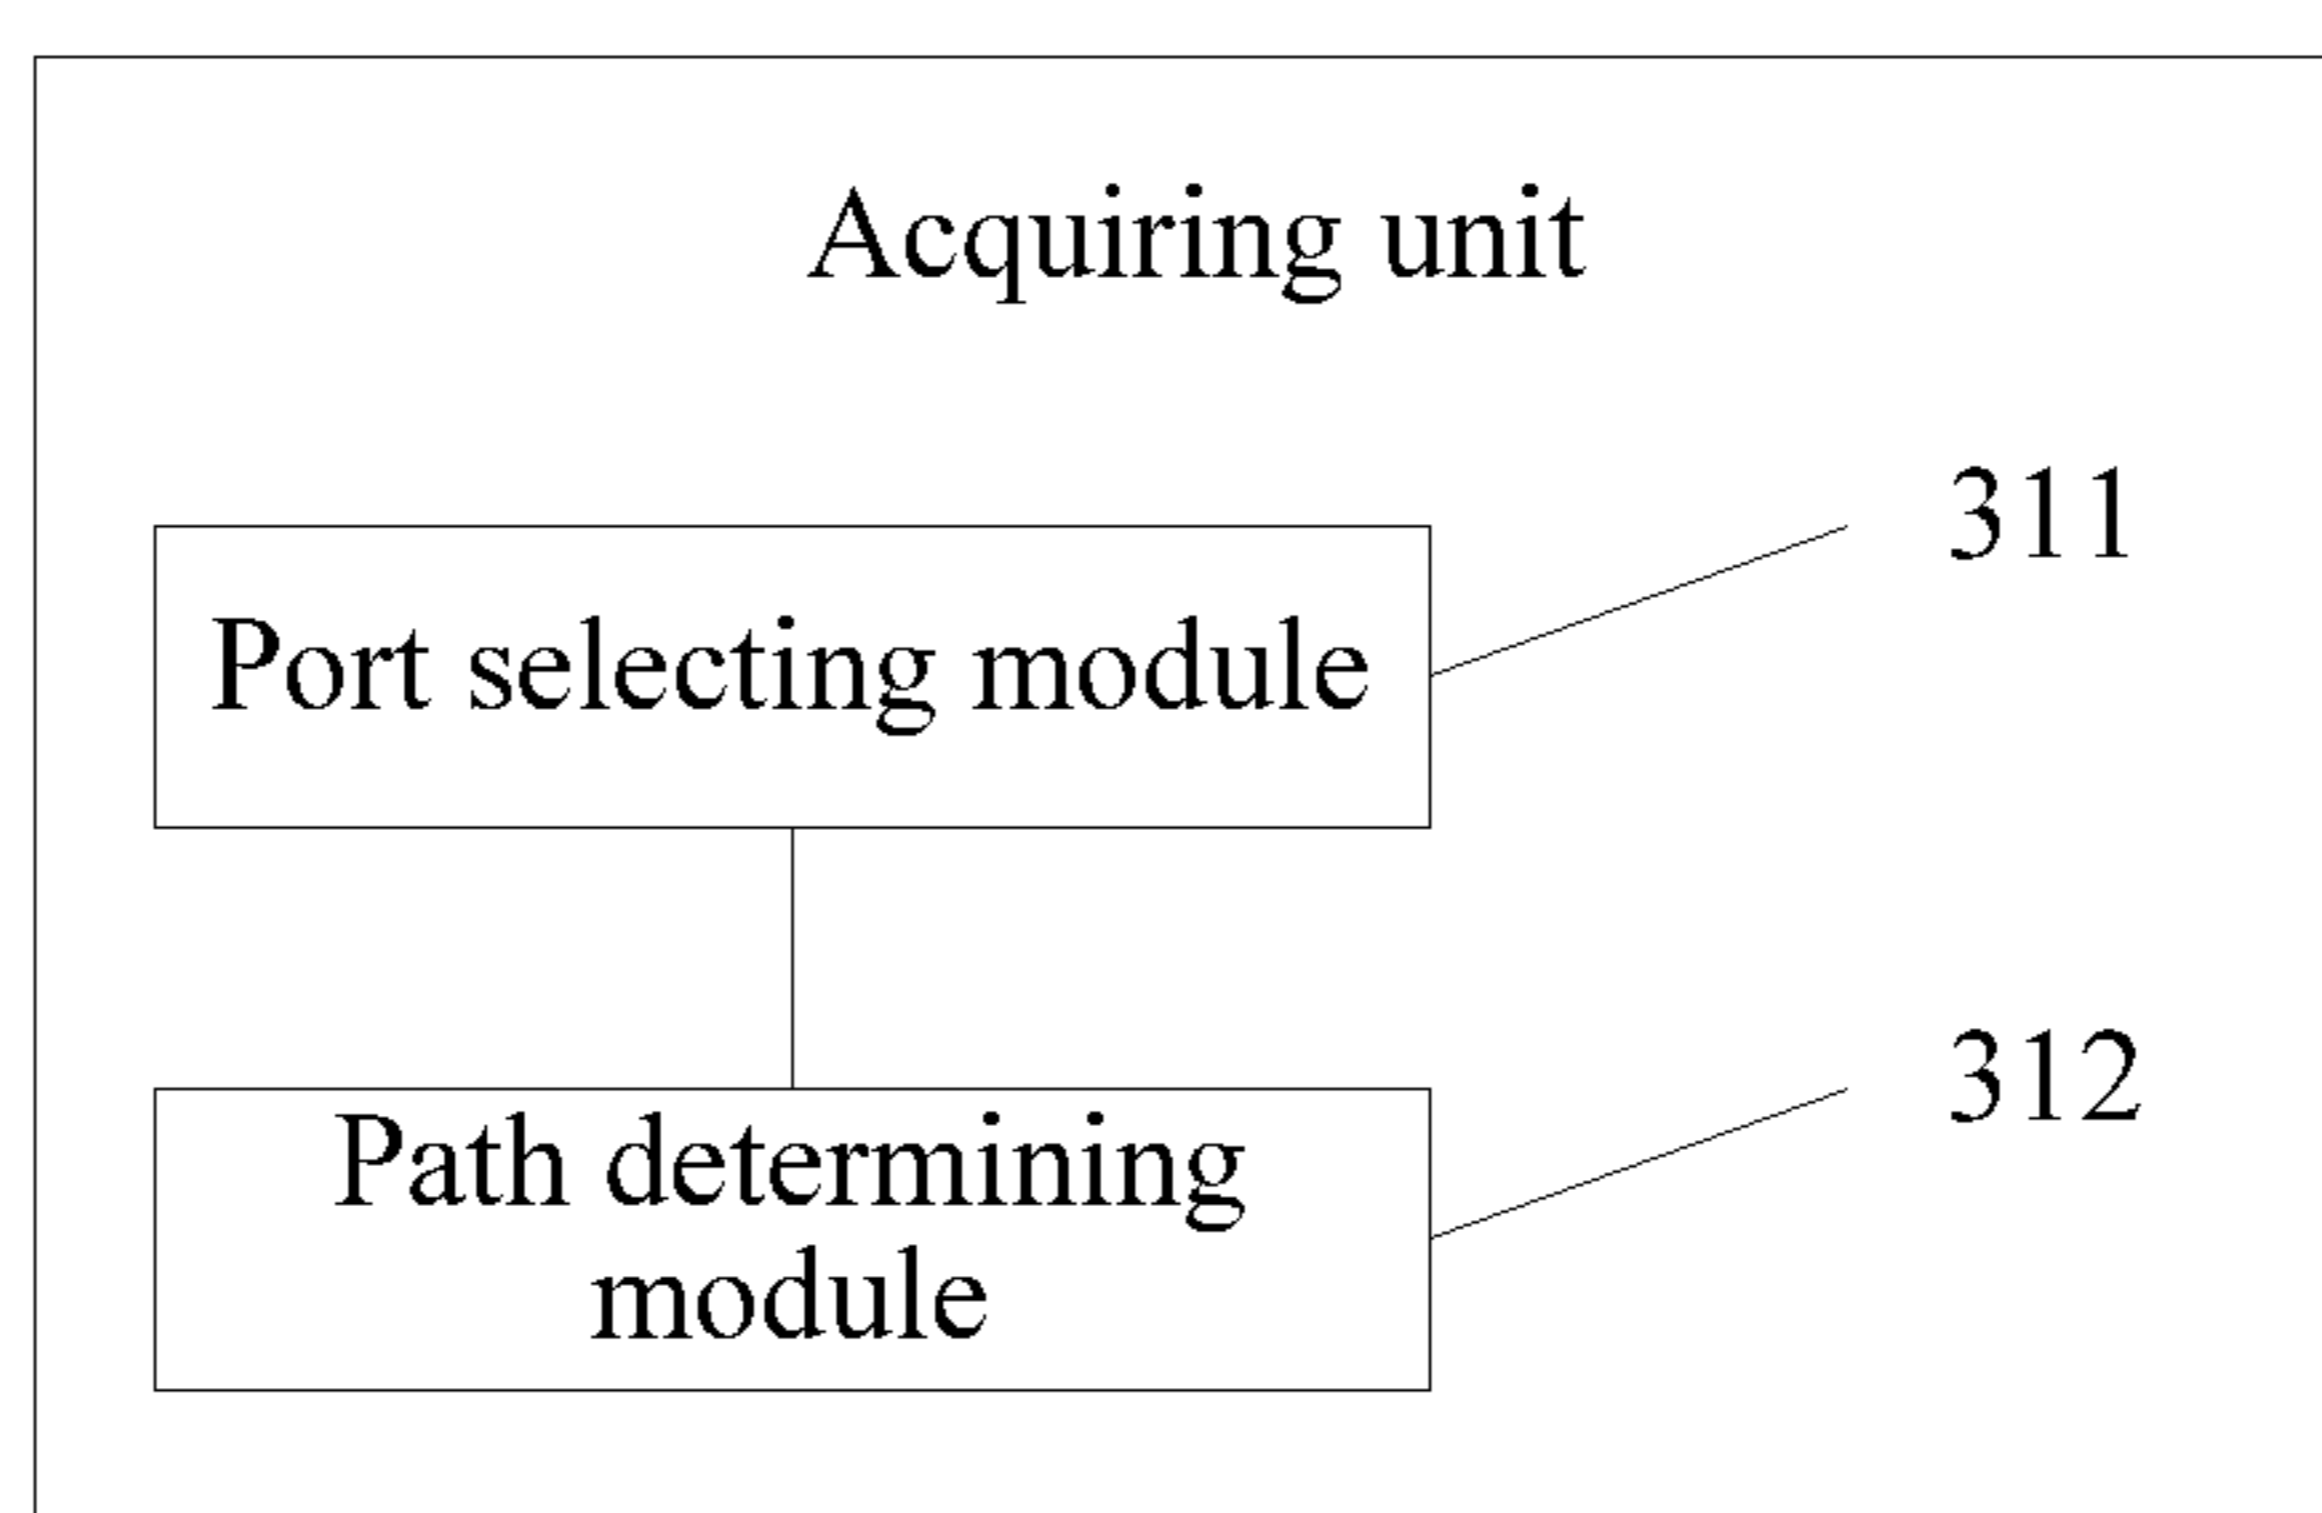 Acquiring unit
311
Port selecting module
312
Path determining
module